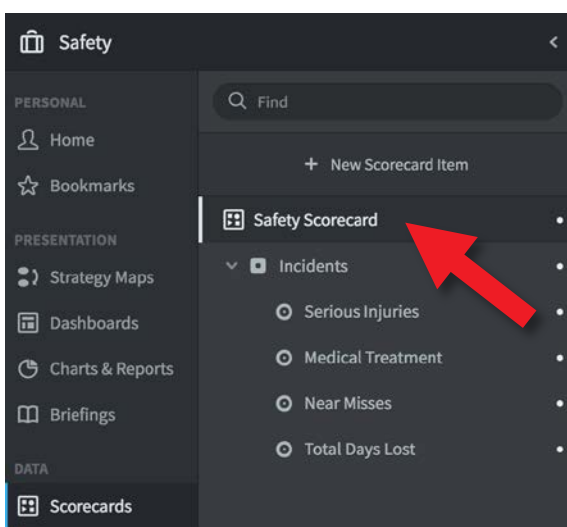 Safety
PERSONAL
Home
Bookmarks
PRESENTATION
Strategy Maps
Dashboards
Charts & Reports
Briefings
DATA
Scorecards
Find
+ New Scorecard Item
Safety Scorecard
Incidents
Serious Injuries
Medical Treatment
Near Misses
Total Days Lost